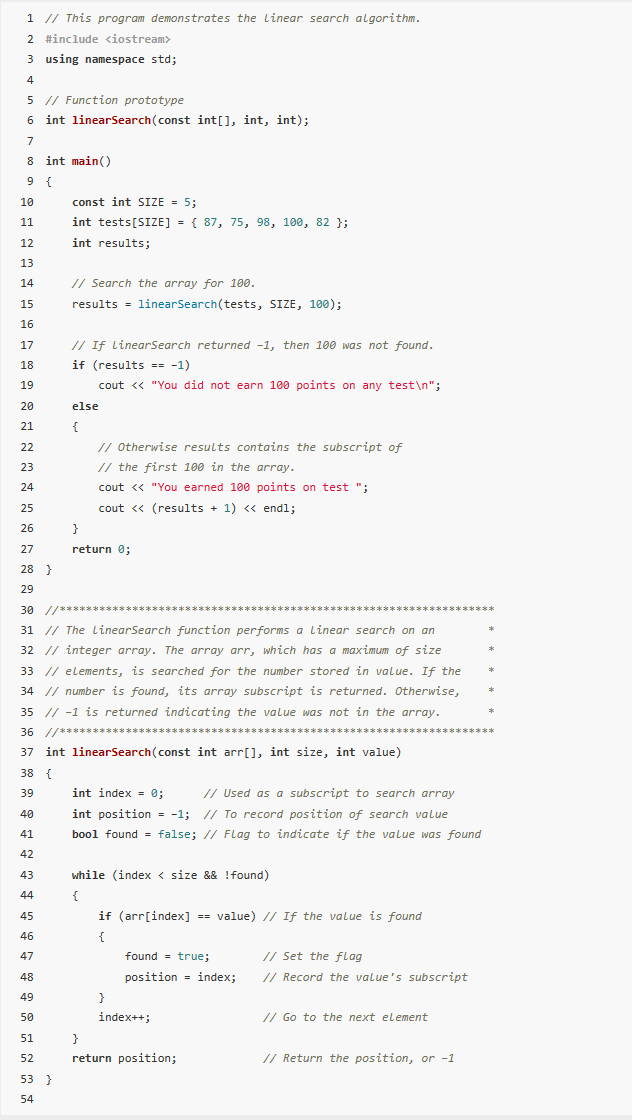 1 // This program demonstrates the linear search algorithm.
2 #include <iostream>
3 using namespace std;
4
5 // Function prototype
6 int linearSearch(const int[], int, int);
7
8 int main()
9 {
10     const int SIZE = 5;
11     int tests[SIZE] = { 87, 75, 98, 100, 82 };
12     int results;
13
14     // Search the array for 100.
15     results = linearSearch(tests, SIZE, 100);
16
17     // If linearSearch returned -1, then 100 was not found.
18     if (results == -1)
19         cout << "You did not earn 100 points on any test\n";
20     else
21     {
22         // Otherwise results contains the subscript of
23         // the first 100 in the array.
24         cout << "You earned 100 points on test ";
25         cout << (results + 1) << endl;
26     }
27     return 0;
28 }
29
30 //******************************************************************
31 // The linearSearch function performs a linear search on an        *
32 // integer array. The array arr, which has a maximum of size       *
33 // elements, is searched for the number stored in value. If the    *
34 // number is found, its array subscript is returned. Otherwise,    *
35 // -1 is returned indicating the value was not in the array.       *
36 //******************************************************************
37 int linearSearch(const int arr[], int size, int value)
38 {
39     int index = 0;      // Used as a subscript to search array
40     int position = -1;  // To record position of search value
41     bool found = false; // Flag to indicate if the value was found
42
43     while (index < size && !found)
44     {
45         if (arr[index] == value) // If the value is found
46         {
47             found = true;        // Set the flag
48             position = index;    // Record the value's subscript
49         }
50         index++;                 // Go to the next element
51     }
52     return position;             // Return the position, or -1
53 }
54